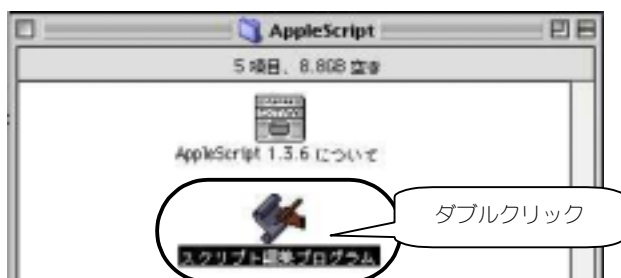 AppleScript
5 項目、8.8GB 空き
AppleScript 1.3.6 について
スクリプト編集プログラム
ダブルクリック